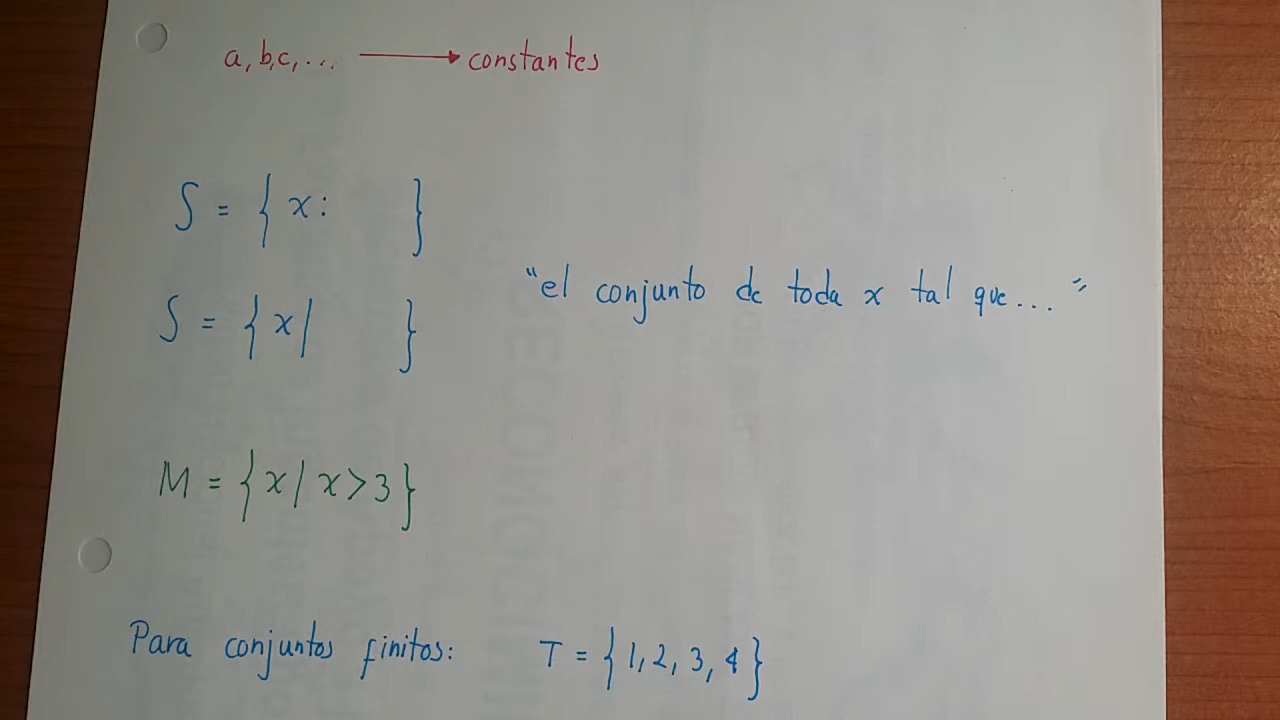 a, b, c, ... → constantes
S = { x: }
"el conjunto de toda x tal que..."
S = { x | }
M = { x | x > 3 }
Para conjuntos finitos: T = { 1, 2, 3, 4 }